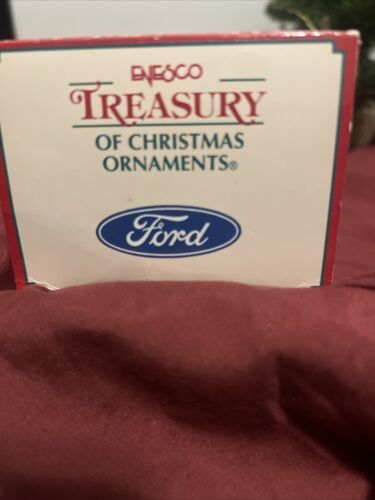 ENESCO
TREASURY
OF CHRISTMAS
ORNAMENTS®
Ford